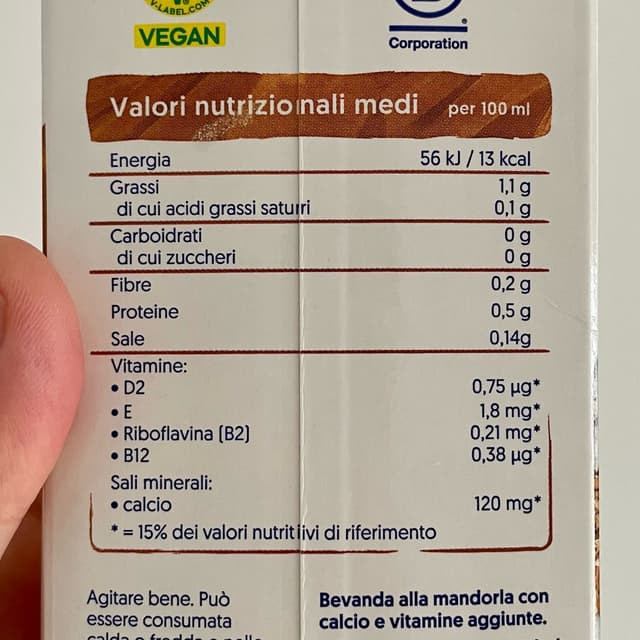 V-LABEL.COM
VEGAN
Corporation
Valori nutrizionali medi per 100 ml
Energia 56 kJ / 13 kcal
Grassi 1,1 g
di cui acidi grassi saturi 0,1 g
Carboidrati 0 g
di cui zuccheri 0 g
Fibre 0,2 g
Proteine 0,5 g
Sale 0,14g
Vitamine:
• D2 0,75 µg*
• E 1,8 mg*
• Riboflavina (B2) 0,21 mg*
• B12 0,38 µg*
Sali minerali:
• calcio 120 mg*
* = 15% dei valori nutritivi di riferimento
Agitare bene. Può
essere consumata
Bevanda alla mandorla con
calcio e vitamine aggiunte.